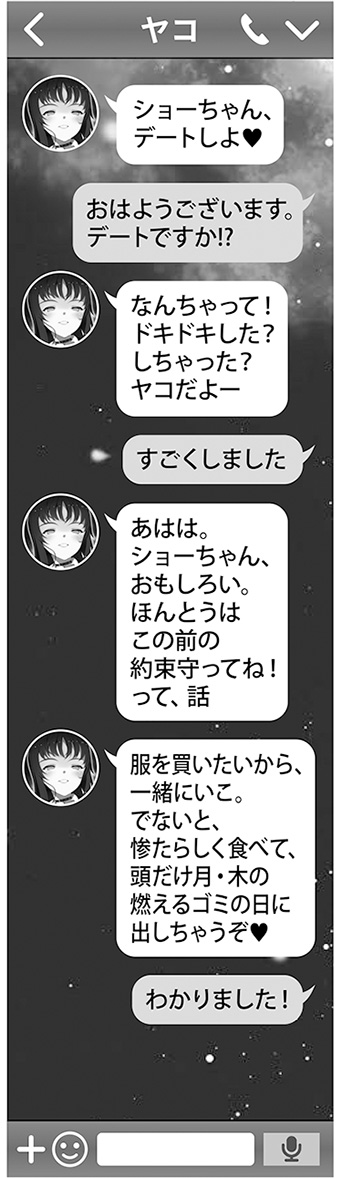 ヤコ
ショーちゃん、
デートしよ♥
おはようございます。
デートですか!?
なんちゃって！
ドキドキした？
しちゃった？
ヤコだよー
すごくしました
あはは。
ショーちゃん、
おもしろい。
ほんとうは
この前の
約束守ってね！
って、話
服を買いたいから、
一緒にいこ。
でないと、
惨たらしく食べて、
頭だけ月・木の
燃えるゴミの日に
出しちゃうぞ♥
わかりました！